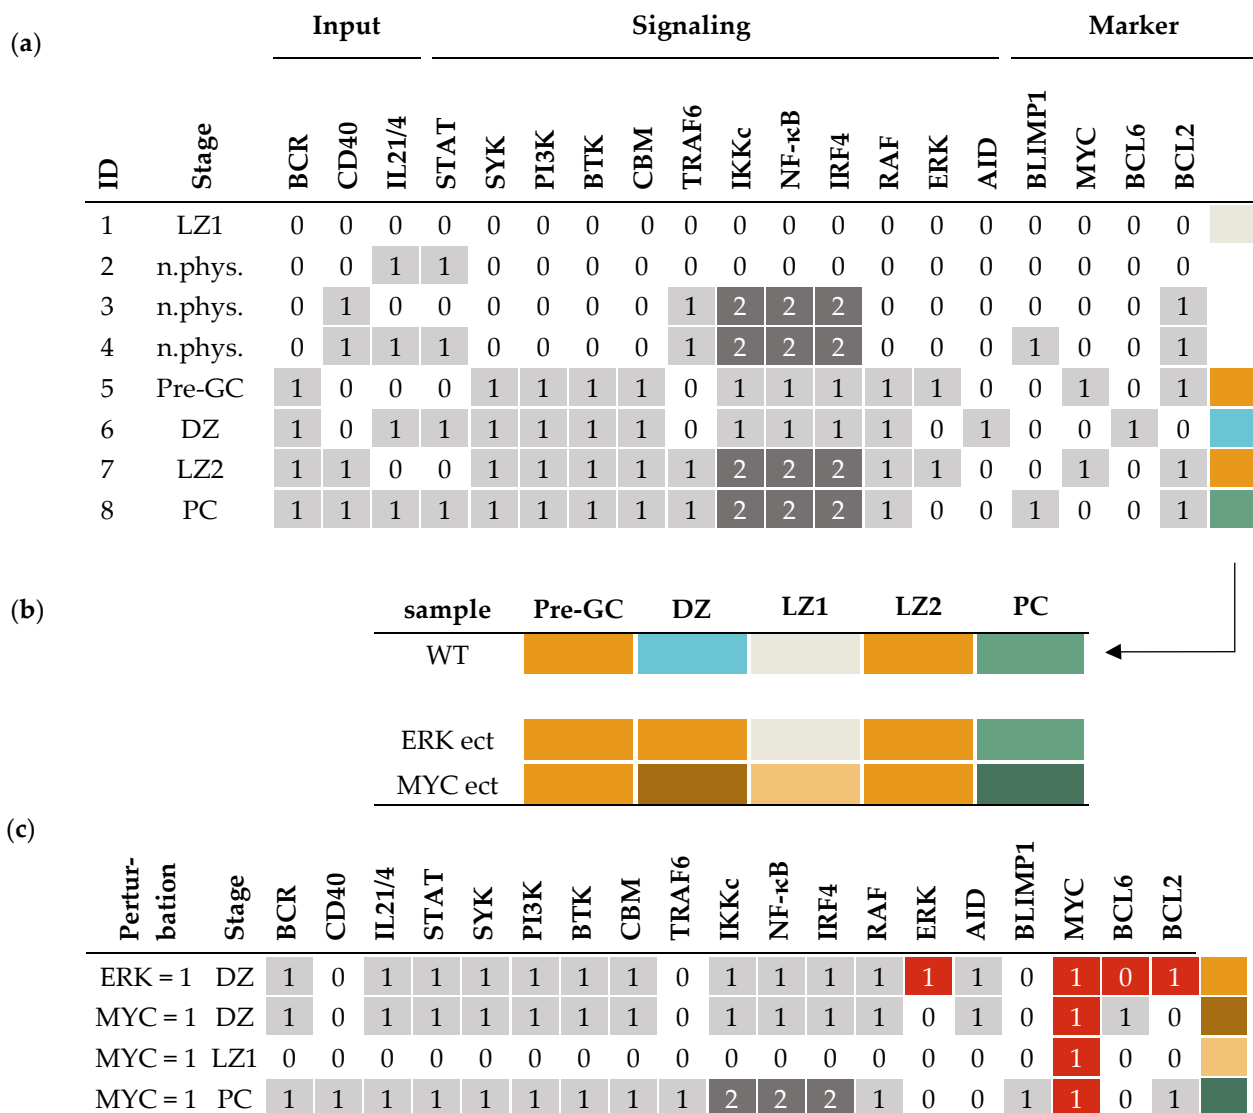 (a)
Input Signaling Marker
ID Stage BCR CD40 IL21/4 STAT SYK PI3K BTK CBM TRAF6 IKKc NF-κB IRF4 RAF ERK AID BLIMP1 MYC BCL6 BCL2
1 LZ1 0 0 0 0 0 0 0 0 0 0 0 0 0 0 0 0 0 0 0
2 n.phys. 0 0 1 1 0 0 0 0 0 0 0 0 0 0 0 0 0 0 0
3 n.phys. 0 1 0 0 0 0 0 0 1 2 2 2 0 0 0 0 0 0 1
4 n.phys. 0 1 1 1 0 0 0 0 1 2 2 2 0 0 0 1 0 0 1
5 Pre-GC 1 0 0 0 1 1 1 1 0 1 1 1 1 1 0 0 1 0 1
6 DZ 1 0 1 1 1 1 1 1 0 1 1 1 1 0 1 0 0 1 0
7 LZ2 1 1 0 0 1 1 1 1 1 2 2 2 1 1 0 0 1 0 1
8 PC 1 1 1 1 1 1 1 1 1 2 2 2 1 0 0 1 0 0 1
(b)
sample Pre-GC DZ LZ1 LZ2 PC
WT
ERK ect
MYC ect
(c)
Pertur-
bation Stage BCR CD40 IL21/4 STAT SYK PI3K BTK CBM TRAF6 IKKc NF-κB IRF4 RAF ERK AID BLIMP1 MYC BCL6 BCL2
ERK = 1 DZ 1 0 1 1 1 1 1 1 0 1 1 1 1 1 1 0 1 0 1
MYC = 1 DZ 1 0 1 1 1 1 1 1 0 1 1 1 1 0 1 0 1 1 0
MYC = 1 LZ1 0 0 0 0 0 0 0 0 0 0 0 0 0 0 0 0 1 0 0
MYC = 1 PC 1 1 1 1 1 1 1 1 1 2 2 2 1 0 0 1 1 0 1